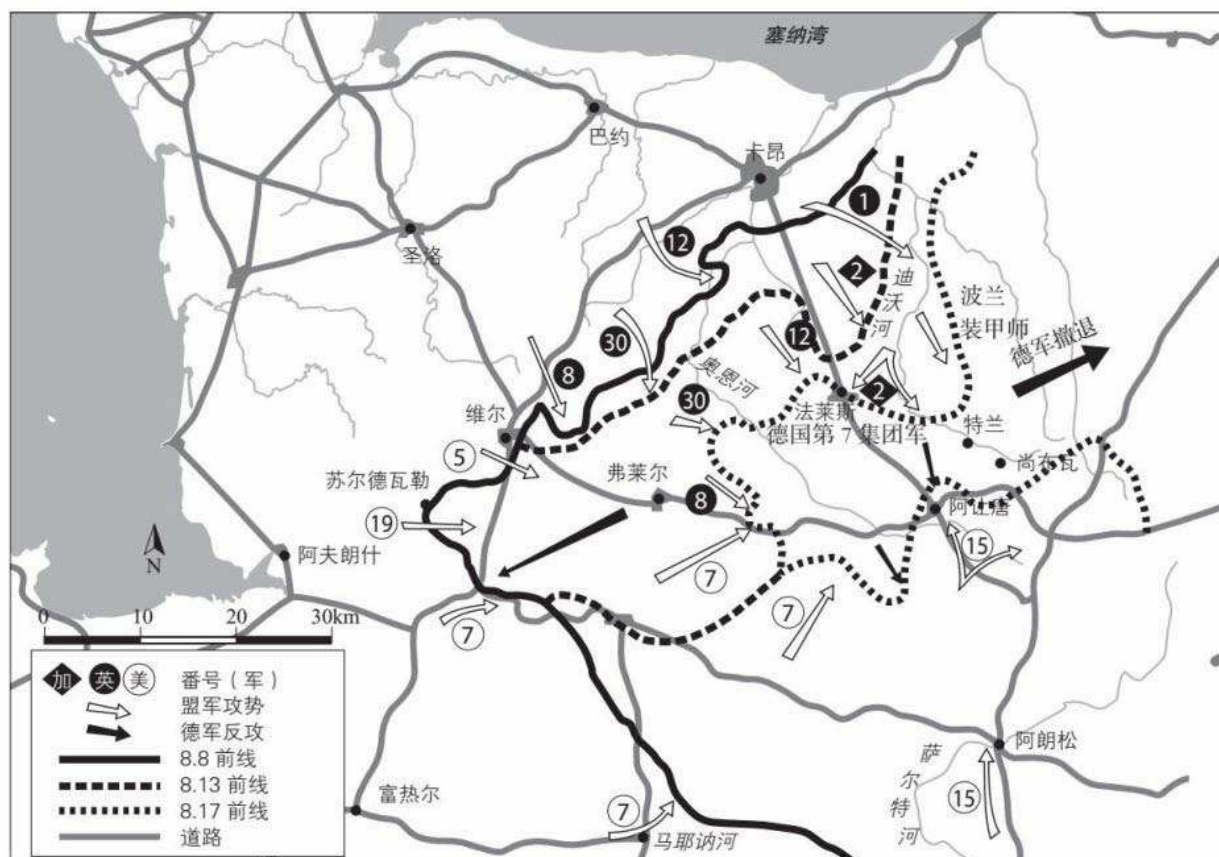 塞纳湾
巴约
卡昂
圣洛
1
12
2
迪沃河
波兰
装甲师
德军撤退
30
12
8
奥恩河
维尔
30
法莱斯
2
德国第7集团军
特兰
尚布瓦
5
弗莱尔
苏尔德瓦勒
8
阿让唐
19
15
阿夫朗什
N
7
7
7
0 10 20 30km
加 英 美 番号（军）
盟军攻势
德军反攻
8.8 前线
8.13 前线
8.17 前线
道路
阿朗松
萨尔特河
15
富热尔
7
马耶讷河